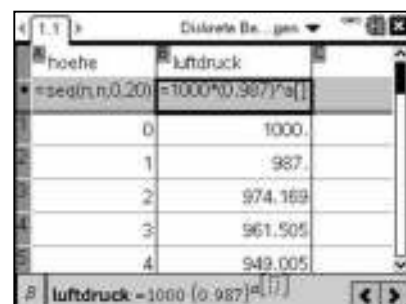 1.1 Diskrete Be...gen
A hoehe B luftdruck C
=seq(n,n,0,20) =1000*(0.987)^a[]
1 0 1000.
2 1 987.
3 2 974.169
4 3 961.505
5 4 949.005
B luftdruck:=1000·(0.987)^a[]